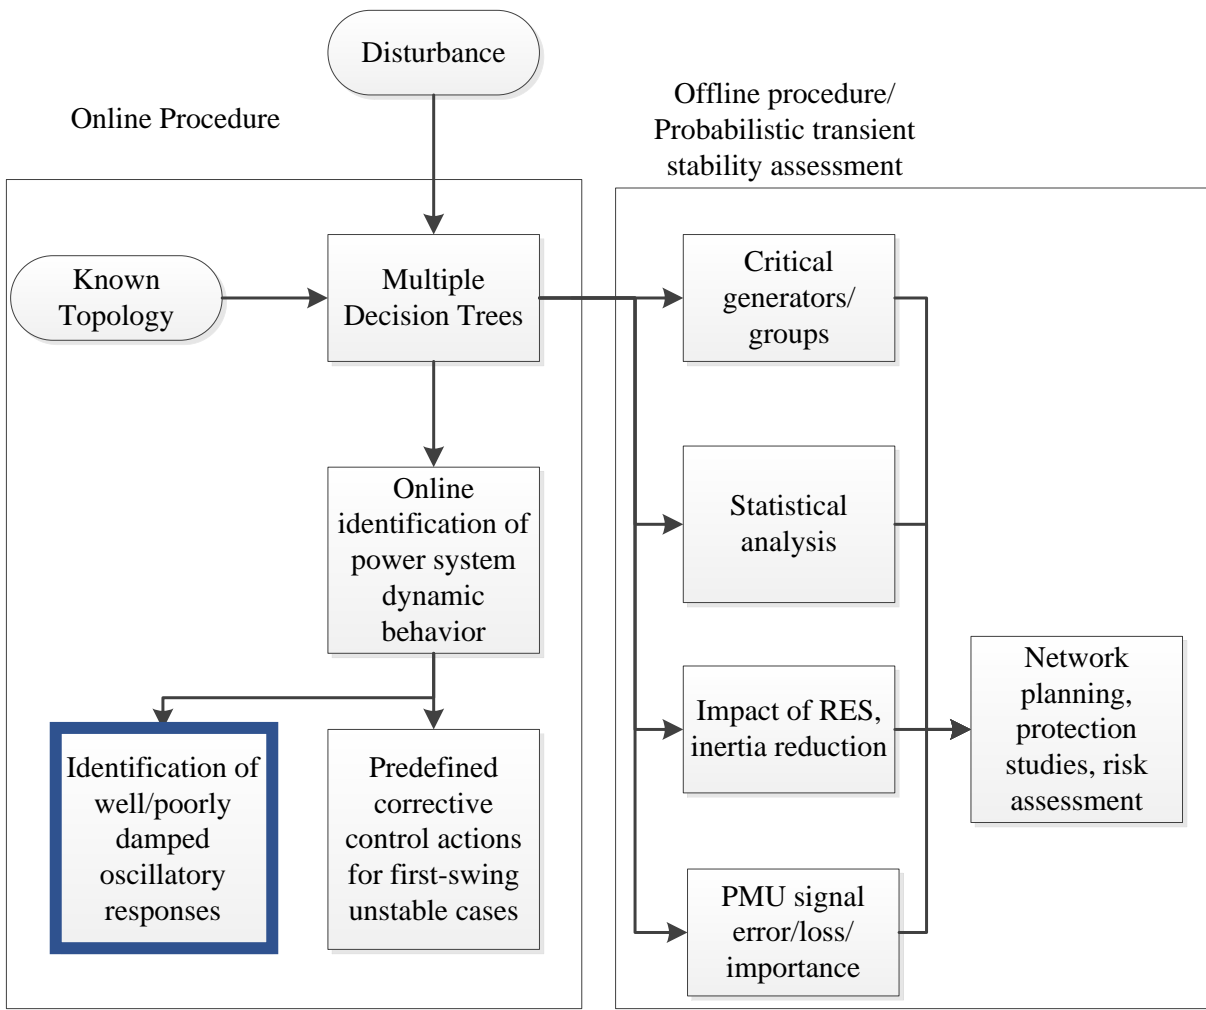 Disturbance
Online Procedure
Offline procedure/
Probabilistic transient
stability assessment
Known
Topology
Multiple
Decision Trees
Critical
generators/
groups
Online
identification of
power system
dynamic
behavior
Statistical
analysis
Identification of
well/poorly
damped
oscillatory
responses
Predefined
corrective
control actions
for first-swing
unstable cases
Impact of RES,
inertia reduction
Network
planning,
protection
studies, risk
assessment
PMU signal
error/loss/
importance